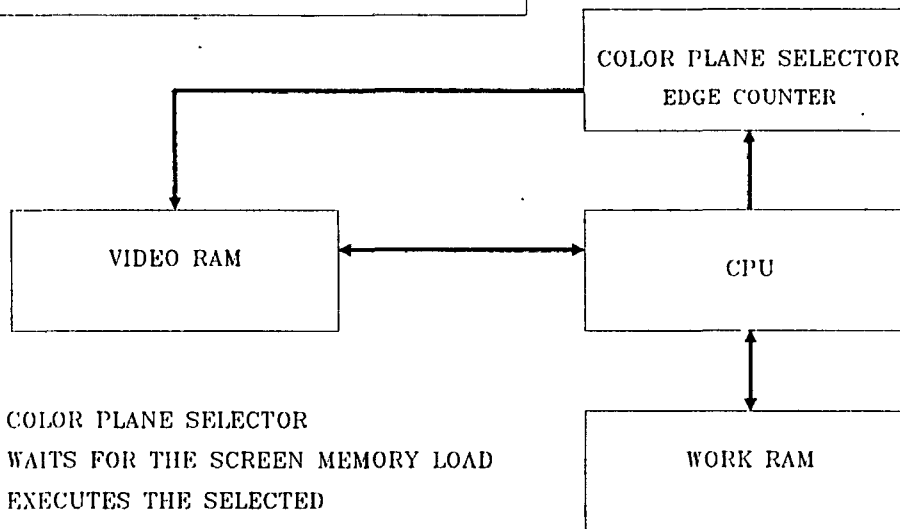 COLOR PLANE SELECTOR
EDGE COUNTER
VIDEO RAM
CPU
COLOR PLANE SELECTOR
WAITS FOR THE SCREEN MEMORY LOAD
EXECUTES THE SELECTED
WORK RAM